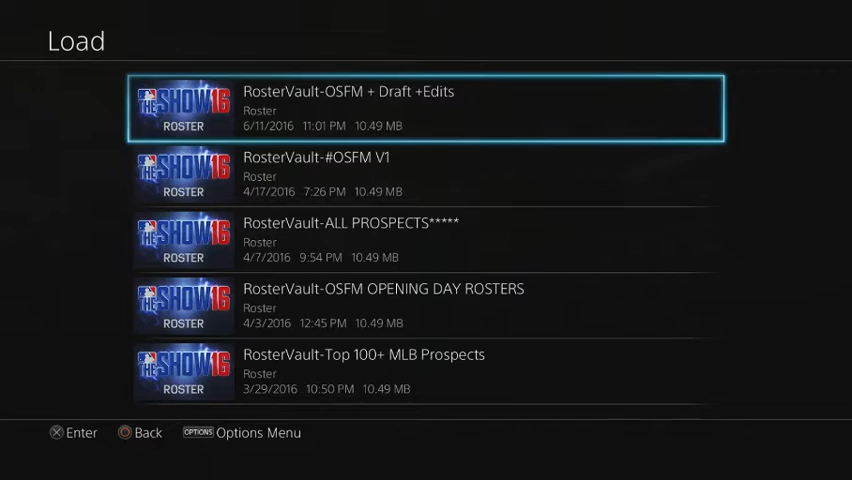 Load
THE SHOW 16
ROSTER
RosterVault-OSFM + Draft +Edits
Roster
6/11/2016 11:01 PM 10.49 MB
THE SHOW 16
ROSTER
RosterVault-#OSFM V1
Roster
4/17/2016 7:26 PM 10.49 MB
THE SHOW 16
ROSTER
RosterVault-ALL PROSPECTS*****
Roster
4/7/2016 9:54 PM 10.49 MB
THE SHOW 16
ROSTER
RosterVault-OSFM OPENING DAY ROSTERS
Roster
4/3/2016 12:45 PM 10.49 MB
THE SHOW 16
ROSTER
RosterVault-Top 100+ MLB Prospects
Roster
3/29/2016 10:50 PM 10.49 MB
Enter Back OPTIONS Options Menu